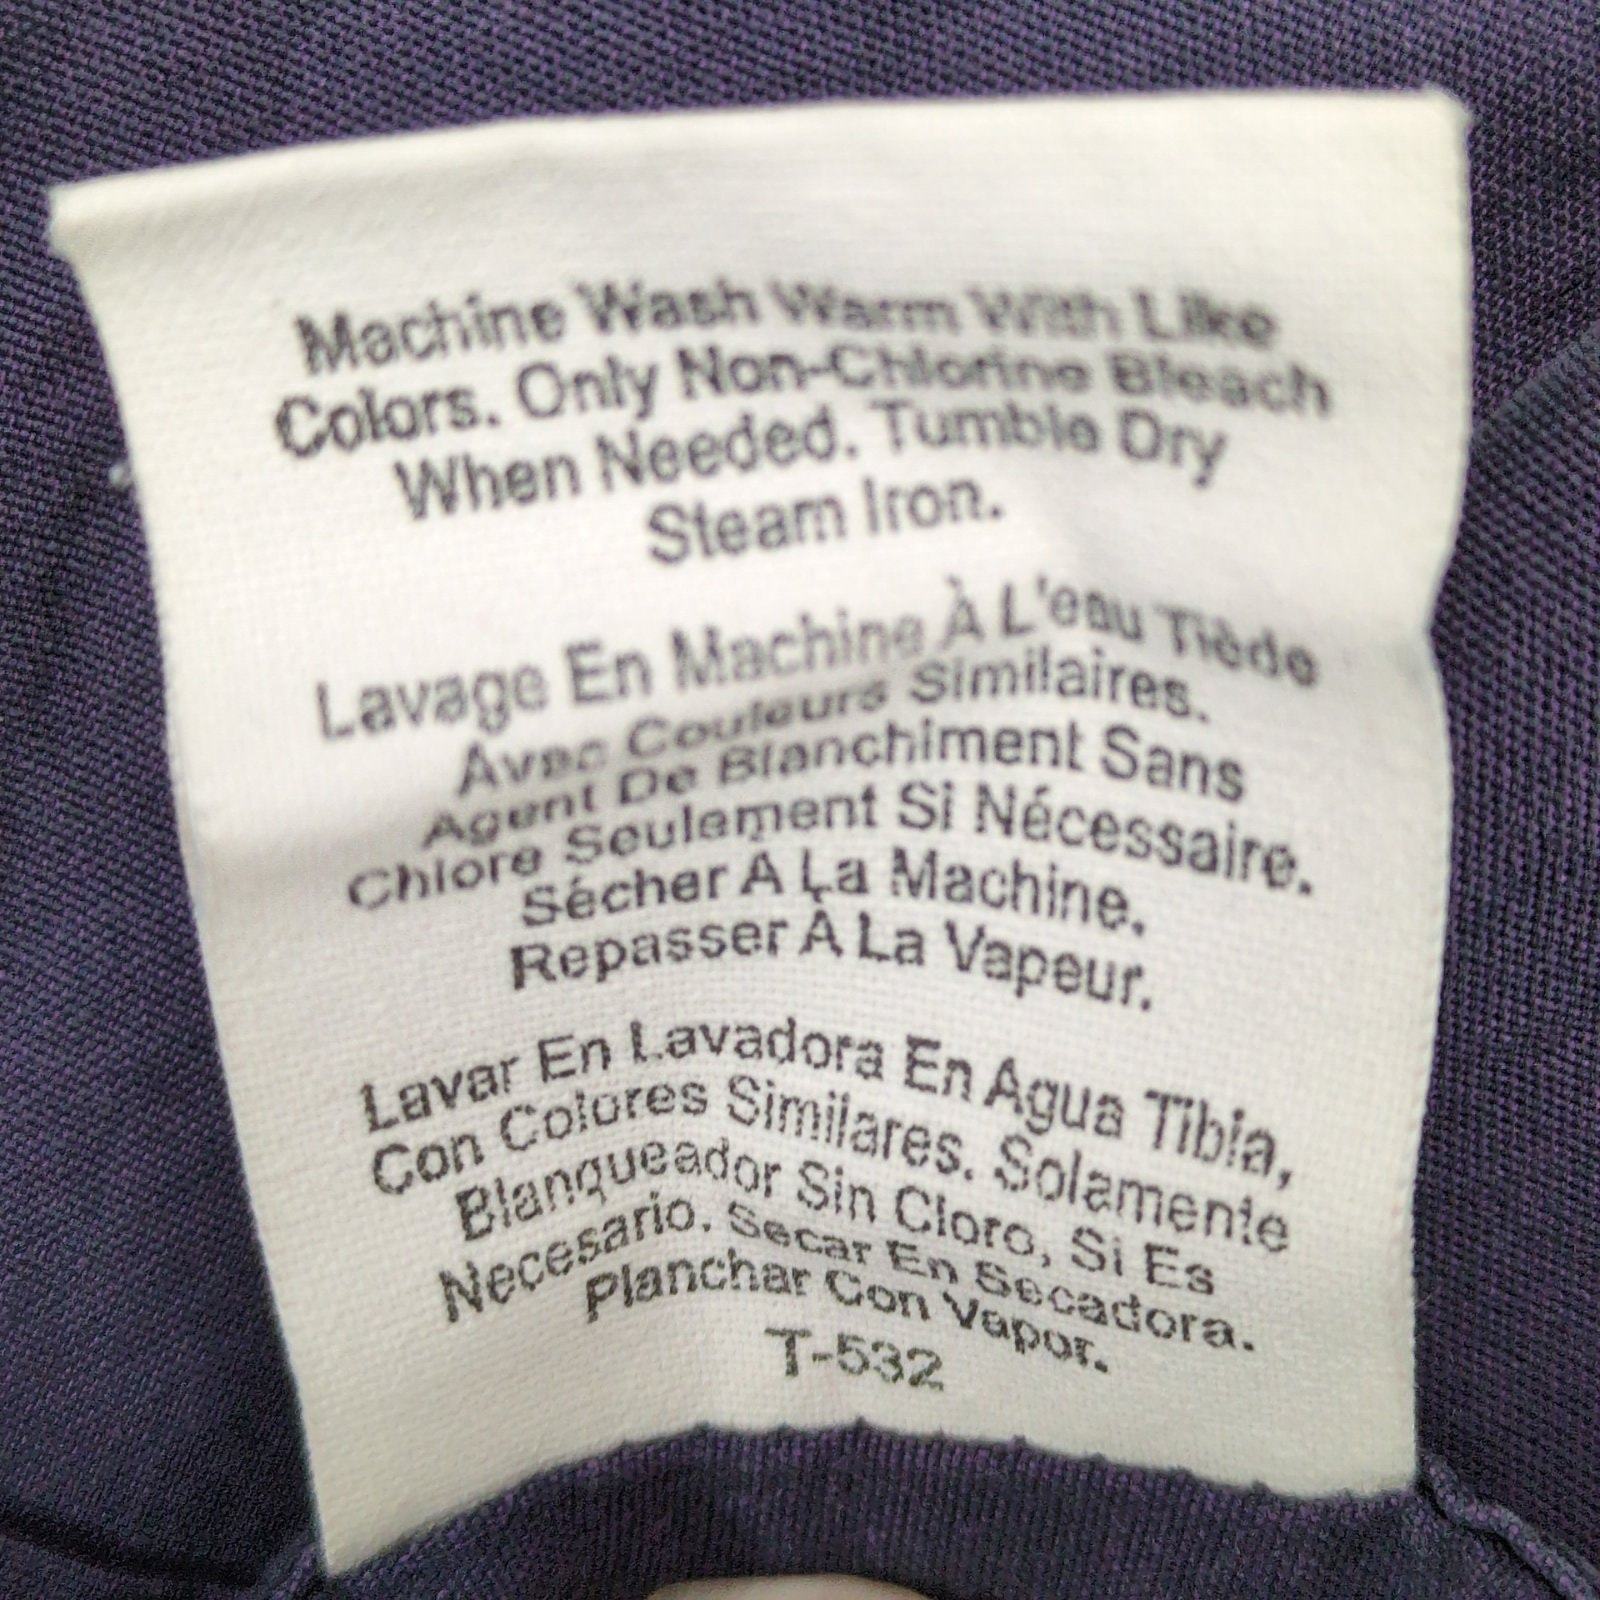 Machine Wash Warm With Like
Colors. Only Non-Chlorine Bleach
When Needed. Tumble Dry
Steam Iron.
Lavage En Machine À L'eau Tiède
Avec Couleurs Similaires.
Agent De Blanchiment Sans
Chlore Seulement Si Nécessaire.
Sécher À La Machine.
Repasser À La Vapeur.
Lavar En Lavadora En Agua Tibia,
Con Colores Similares. Solamente
Blanqueador Sin Cloro, Si Es
Necesario. Secar En Secadora.
Planchar Con Vapor.
T-532